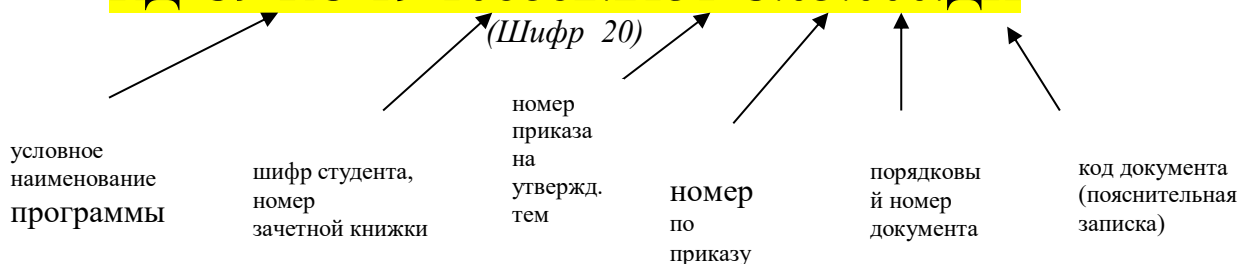 (Шифр 20)
условное
наименование
программы
шифр студента,
номер
зачетной книжки
номер
приказа
на
утвержд.
тем
номер
по
приказу
порядковы
й номер
документа
код документа
(пояснительная
записка)